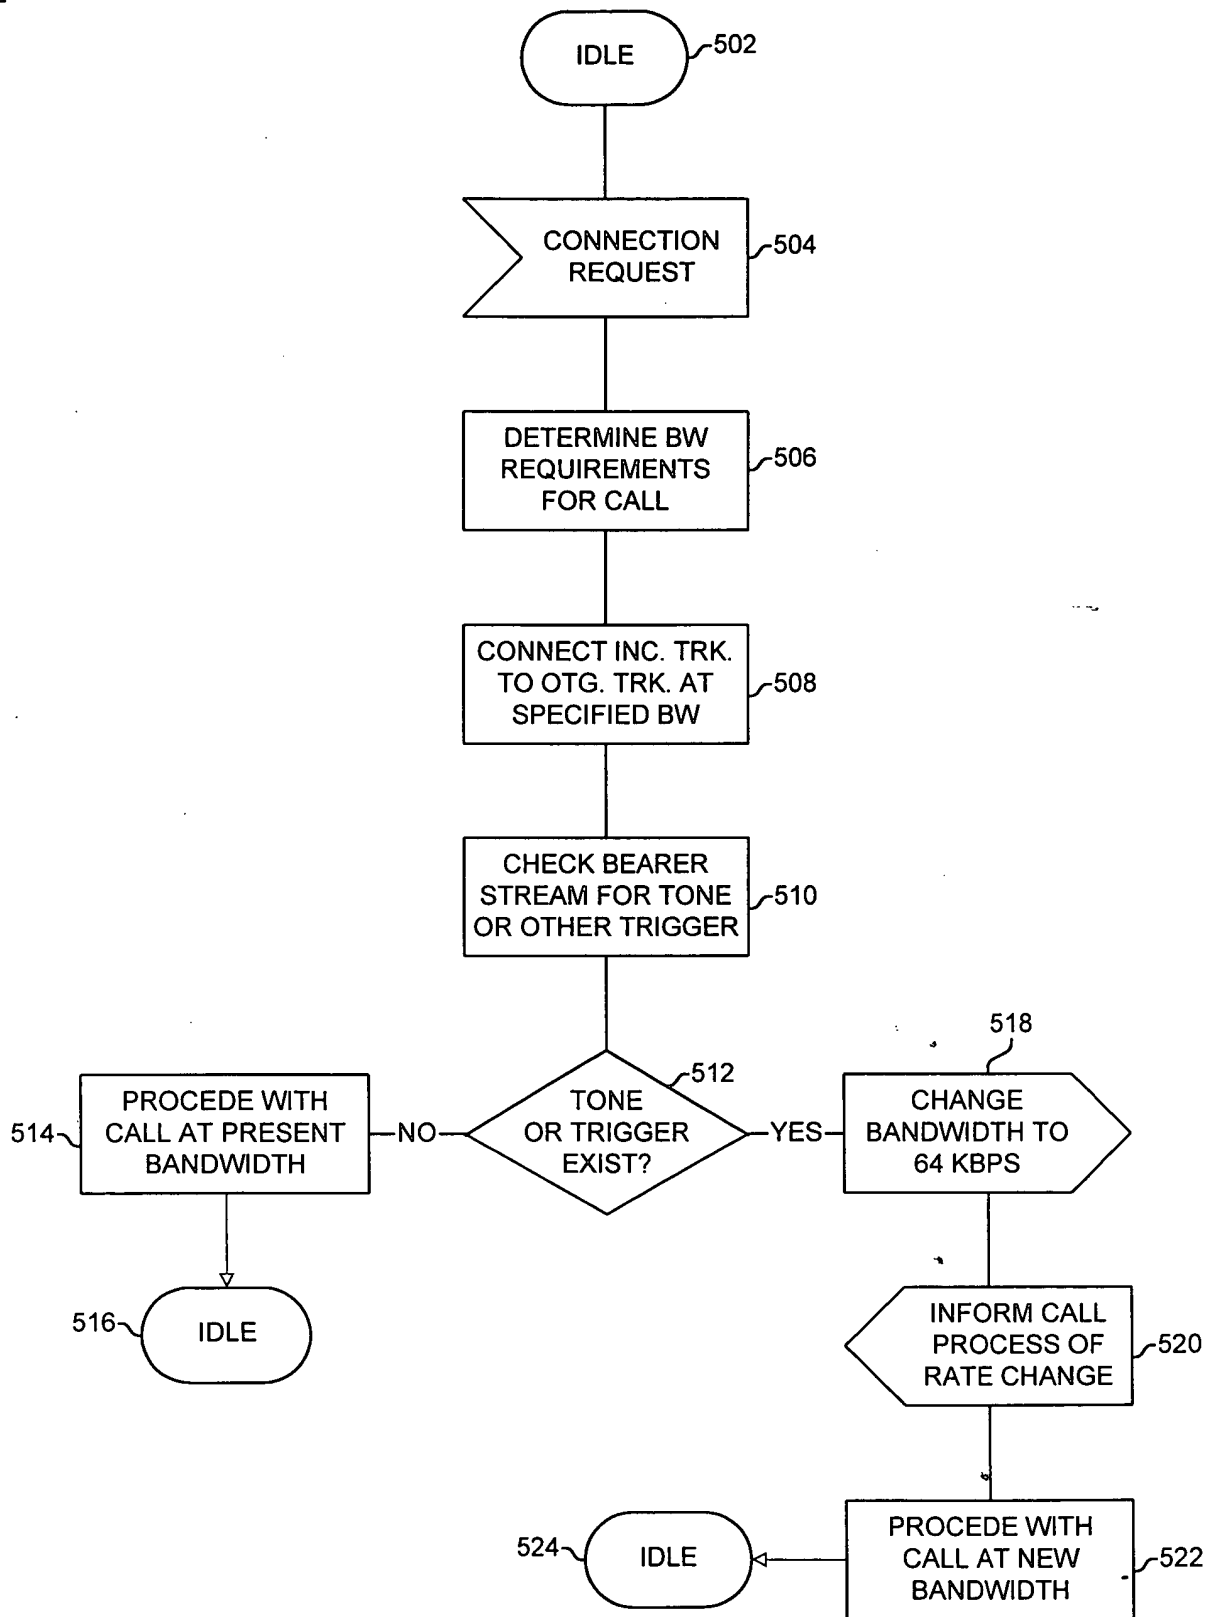 IDLE
502
CONNECTION
REQUEST
504
DETERMINE BW
REQUIREMENTS
FOR CALL
506
CONNECT INC. TRK.
TO OTG. TRK. AT
SPECIFIED BW
508
CHECK BEARER
STREAM FOR TONE
OR OTHER TRIGGER
510
TONE
OR TRIGGER
EXIST?
512
NO
YES
PROCEDE WITH
CALL AT PRESENT
BANDWIDTH
514
IDLE
516
CHANGE
BANDWIDTH TO
64 KBPS
518
INFORM CALL
PROCESS OF
RATE CHANGE
520
PROCEDE WITH
CALL AT NEW
BANDWIDTH
522
IDLE
524